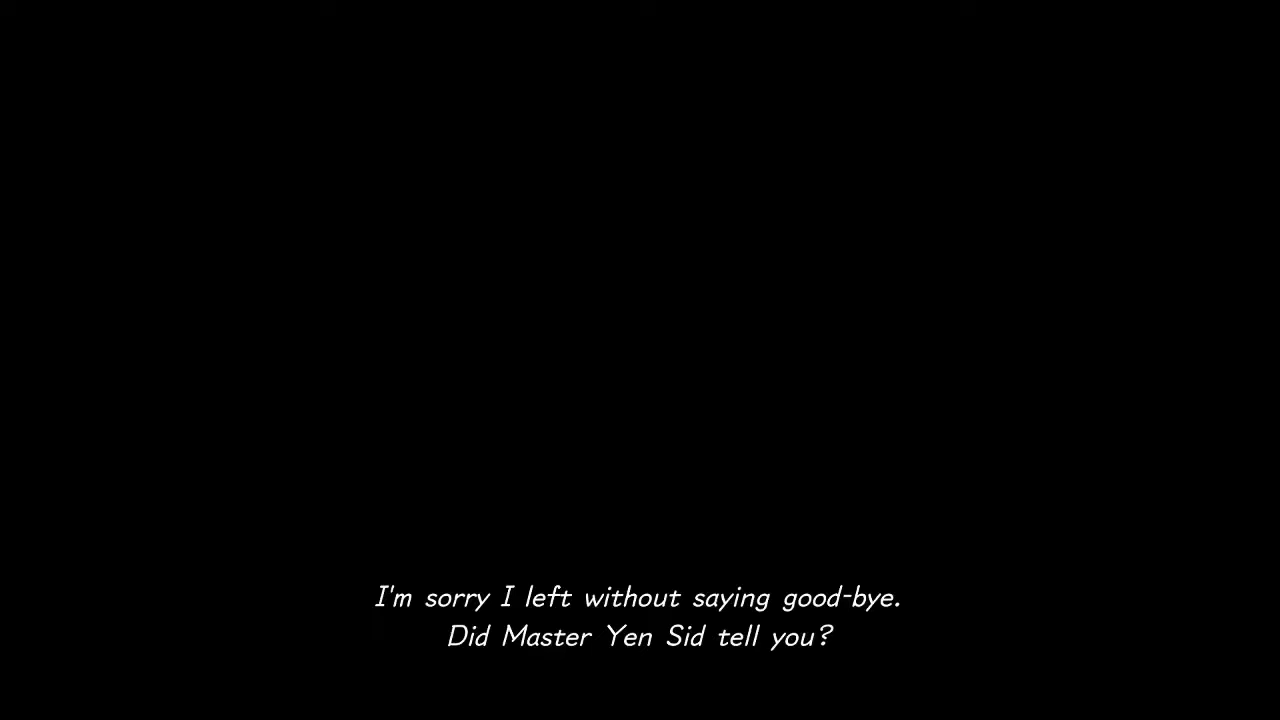 I'm sorry I left without saying good-bye.
Did Master Yen Sid tell you?